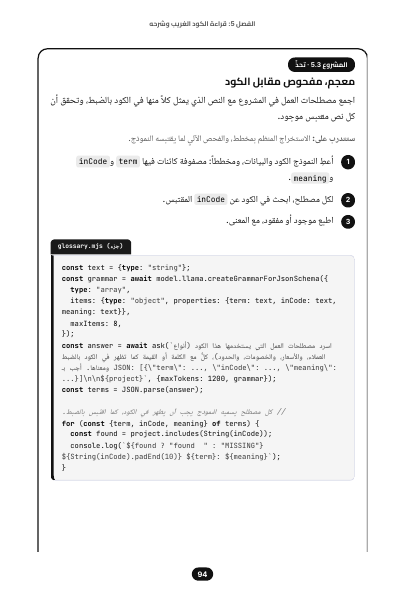 الفصل 5: قراءة الكود الغريب وشرحه
المشروع 5.3 · تحدٍّ
معجم، مفحوص مقابل الكود
اجمع مصطلحات العمل في المشروع مع النص الذي يمثل كلاً منها في الكود بالضبط، وتحقق أن
كل نص مقتبس موجود.
ستتدرب على: الاستخراج المنظم بمخطط، والفحص الآلي لما يقتبسه النموذج.
1 أعطِ النموذج الكود والبيانات، ومخططاً: مصفوفة كائنات فيها term و inCode
و meaning.
2 لكل مصطلح، ابحث في الكود عن inCode المقتبس.
3 اطبع موجود أو مفقود، مع المعنى.
glossary.mjs (جزء)
const text = {type: "string"};
const grammar = await model.llama.createGrammarForJsonSchema({
type: "array",
items: {type: "object", properties: {term: text, inCode: text,
meaning: text}},
maxItems: 8,
});
const answer = await ask(`اسرد مصطلحات العمل التي يستخدمها هذا الكود (أنواع
العملاء، والأسعار، والخصومات، والحدود)، كلٌّ مع الكلمة أو القيمة كما تظهر في الكود بالضبط
ومعناها. أجب بـ JSON: [{\"term\": ..., \"inCode\": ..., \"meaning\":
...}]\n\n${project}`, {maxTokens: 1200, grammar});
const terms = JSON.parse(answer);
// كل مصطلح يسميه النموذج يجب أن يظهر في الكود، كما اقتُبس بالضبط.
for (const {term, inCode, meaning} of terms) {
const found = project.includes(String(inCode));
console.log(`${found ? "found  " : "MISSING"}
${String(inCode).padEnd(10)} ${term}: ${meaning}`);
}
94